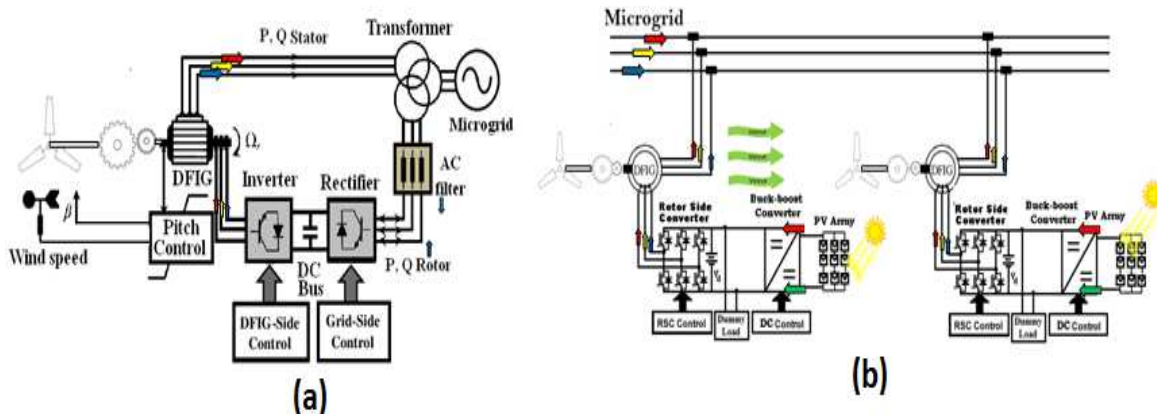 Transformer
P, Q Stator
Microgrid
DFIG
Ω
AC
filter
Inverter
Rectifier
β
Pitch
Control
Wind speed
DC
Bus
P, Q Rotor
DFIG-Side
Control
Grid-Side
Control
(a)
Microgrid
DFIG
Rotor Side
Converter
Buck-boost
Converter
PV Array
RSC Control
Dummy
Load
DC Control
DFIG
Rotor Side
Converter
Buck-boost
Converter
PV Array
RSC Control
Dummy
Load
DC Control
(b)